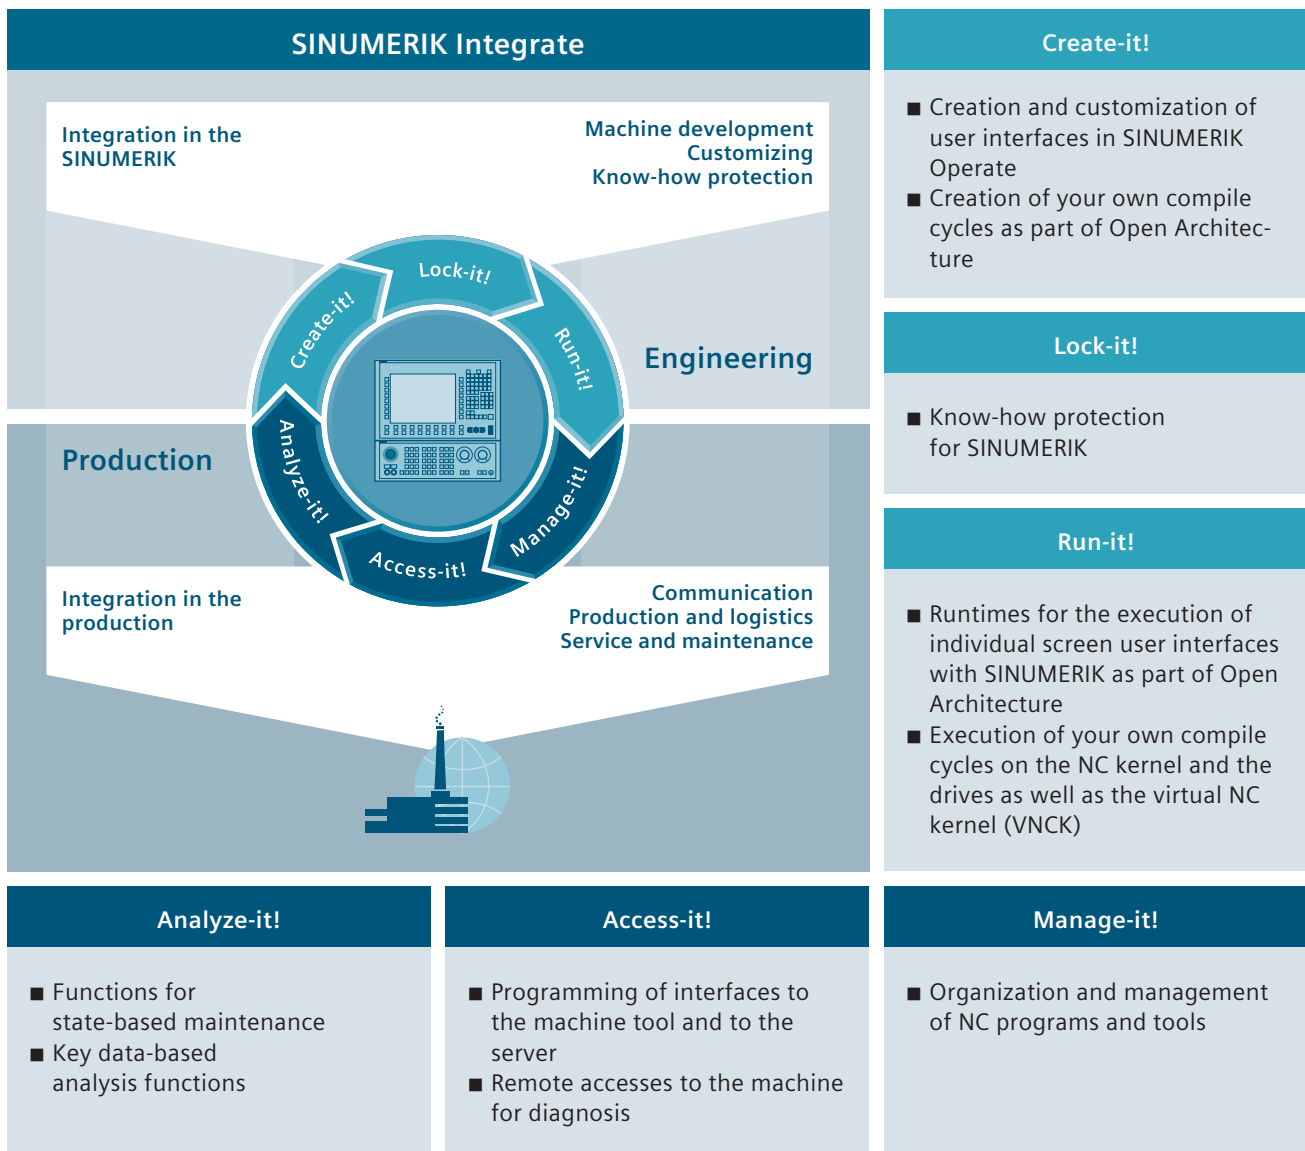 SINUMERIK Integrate
Integration in the
SINUMERIK
Machine development
Customizing
Know-how protection
Lock-it!
Create-it!
Run-it!
Engineering
Production
Analyze-it!
Manage-it!
Access-it!
Integration in the
production
Communication
Production and logistics
Service and maintenance
Create-it!
■ Creation and customization of
user interfaces in SINUMERIK
Operate
■ Creation of your own compile
cycles as part of Open Architec-
ture
Lock-it!
■ Know-how protection
for SINUMERIK
Run-it!
■ Runtimes for the execution of
individual screen user interfaces
with SINUMERIK as part of Open
Architecture
■ Execution of your own compile
cycles on the NC kernel and the
drives as well as the virtual NC
kernel (VNCK)
Analyze-it!
■ Functions for
state-based maintenance
■ Key data-based
analysis functions
Access-it!
■ Programming of interfaces to
the machine tool and to the
server
■ Remote accesses to the machine
for diagnosis
Manage-it!
■ Organization and management
of NC programs and tools